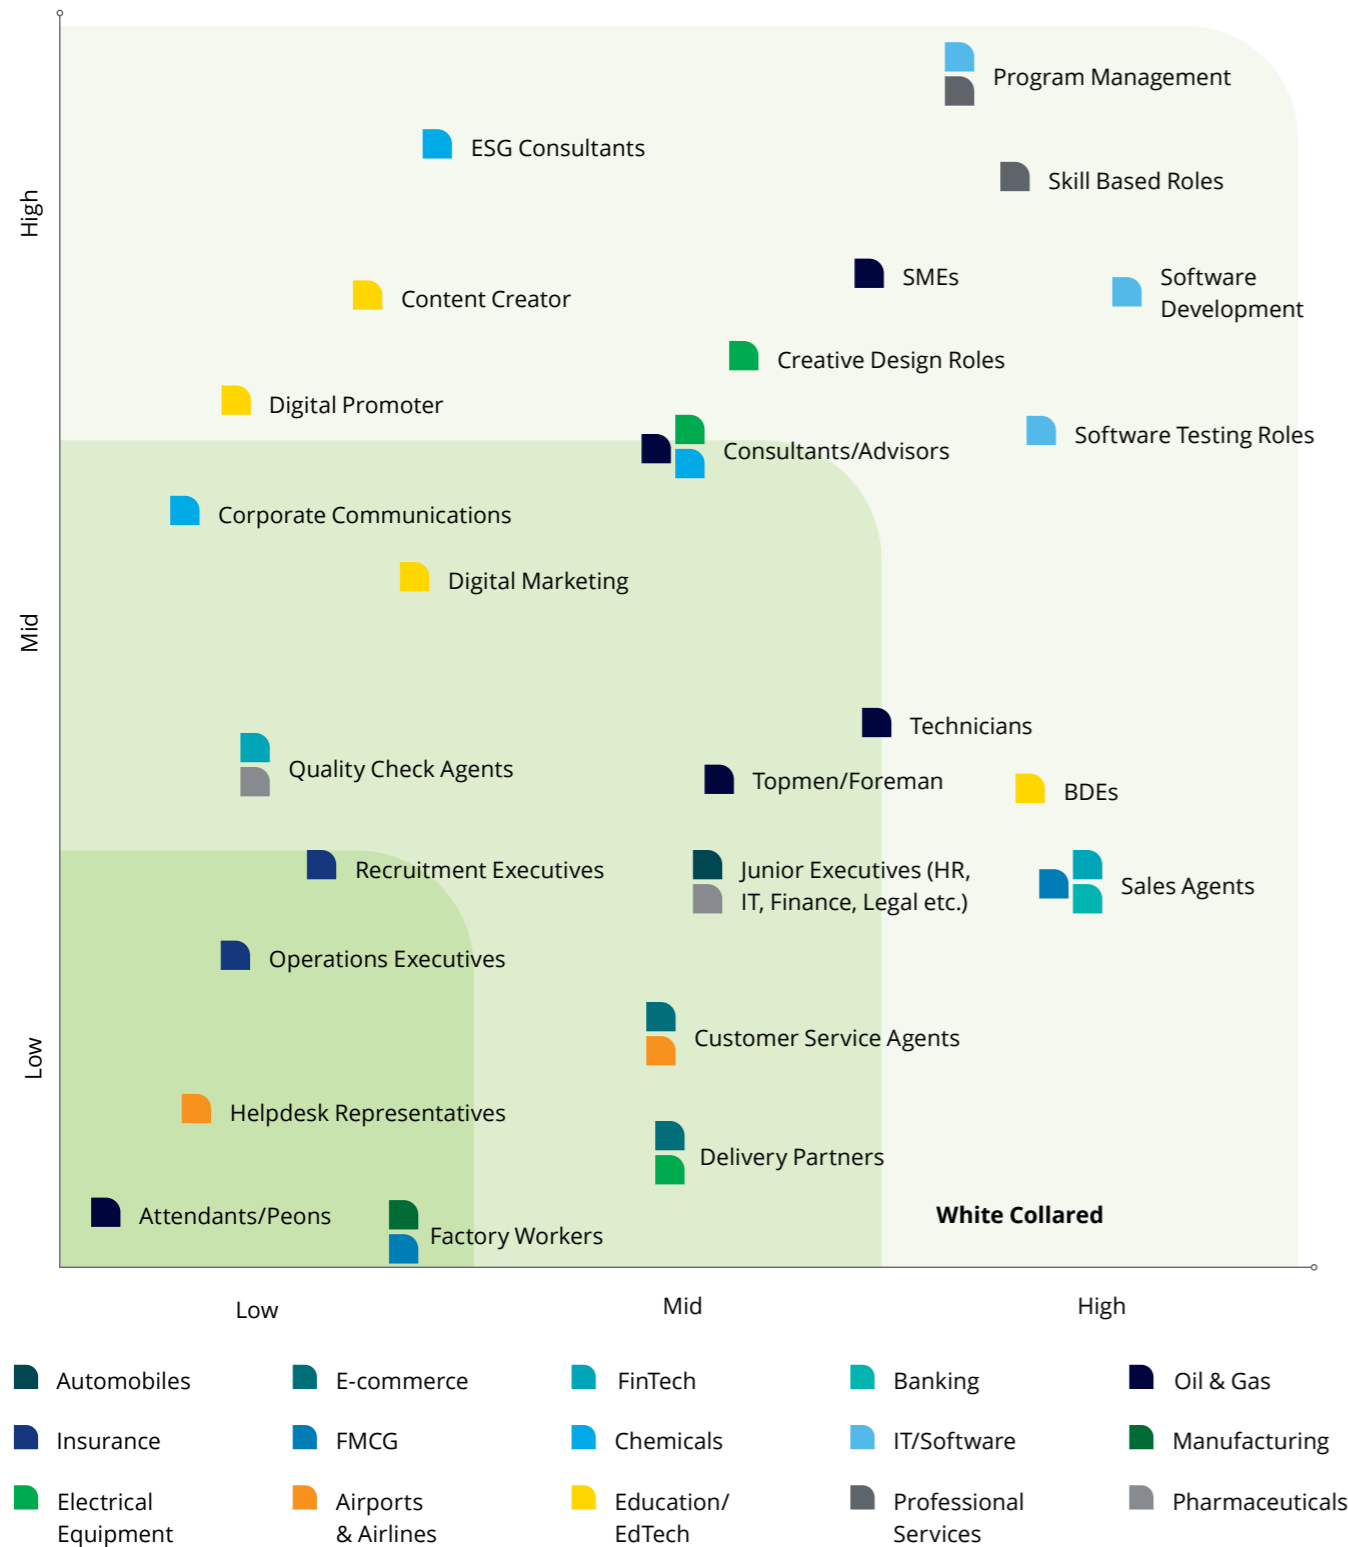 High
Mid
Low
Program Management
ESG Consultants
Skill Based Roles
SMEs
Software
Development
Content Creator
Creative Design Roles
Digital Promoter
Software Testing Roles
Consultants/Advisors
Corporate Communications
Digital Marketing
Technicians
Quality Check Agents
Topmen/Foreman
BDEs
Recruitment Executives
Junior Executives (HR,
IT, Finance, Legal etc.)
Sales Agents
Operations Executives
Customer Service Agents
Helpdesk Representatives
Delivery Partners
Attendants/Peons
Factory Workers
White Collared
Low
Mid
High
Automobiles
E-commerce
FinTech
Banking
Oil & Gas
Insurance
FMCG
Chemicals
IT/Software
Manufacturing
Electrical
Equipment
Airports
& Airlines
Education/
EdTech
Professional
Services
Pharmaceuticals